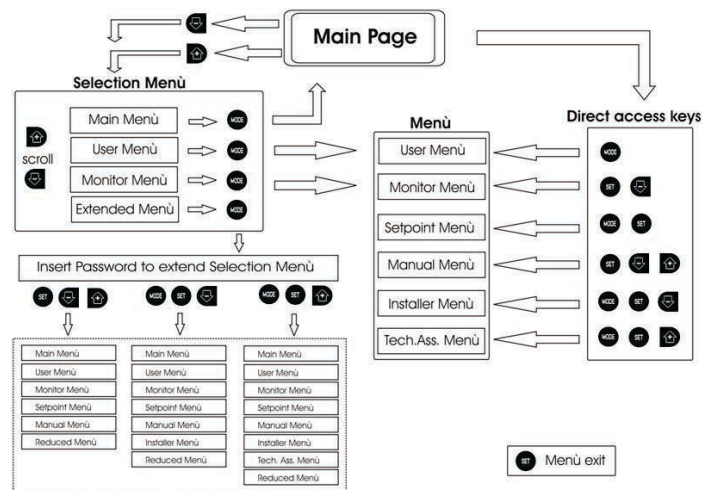 Main Page
Selection Menù
scroll
Main Menù
MODE
User Menù
MODE
Monitor Menù
MODE
Extended Menù
MODE
Insert Password to extend Selection Menù
SET
MODE SET
MODE SET
Main Menù
User Menù
Monitor Menù
Setpoint Menù
Manual Menù
Reduced Menù
Main Menù
User Menù
Monitor Menù
Setpoint Menù
Manual Menù
Installer Menù
Reduced Menù
Main Menù
User Menù
Monitor Menù
Setpoint Menù
Manual Menù
Installer Menù
Tech. Ass. Menù
Reduced Menù
Menù
User Menù
Monitor Menù
Setpoint Menù
Manual Menù
Installer Menù
Tech.Ass. Menù
Direct access keys
MODE
SET
MODE SET
SET
MODE SET
MODE SET
SET Menù exit